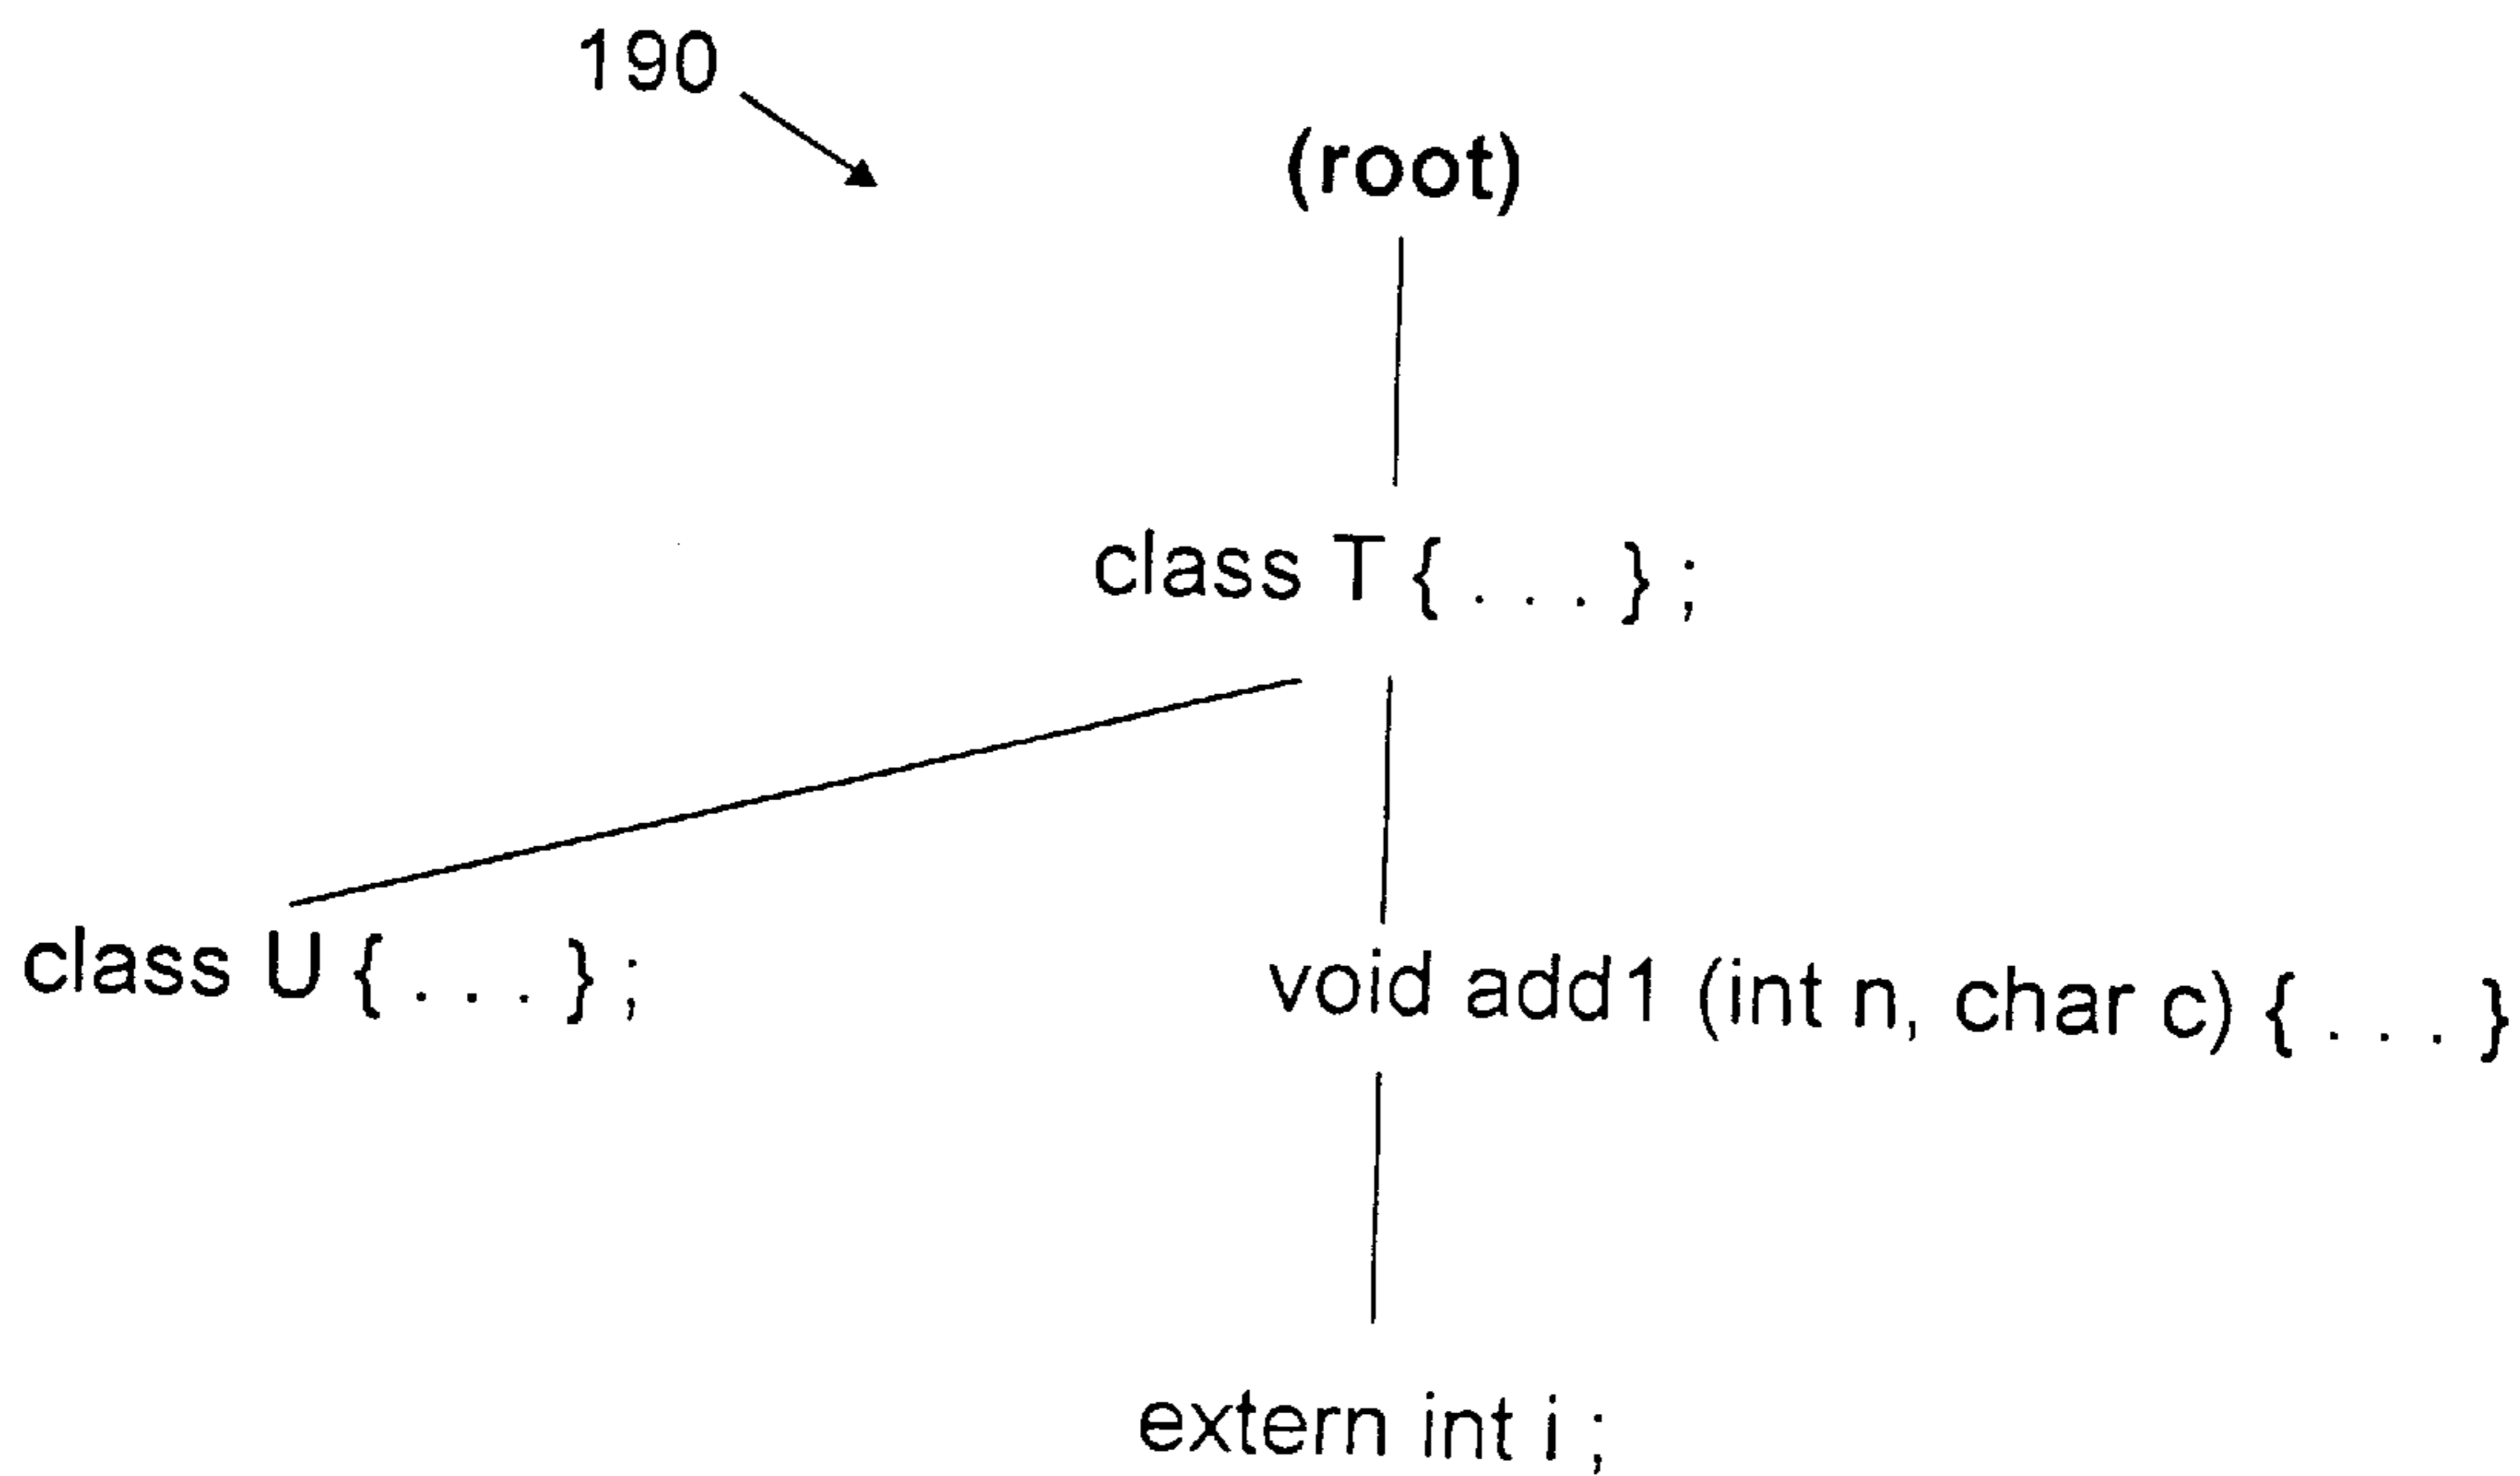 190
(root)
class T { . . . } ;
class U { . . . } ;
void add1 (int n, char c) { . . . }
extern int i ;